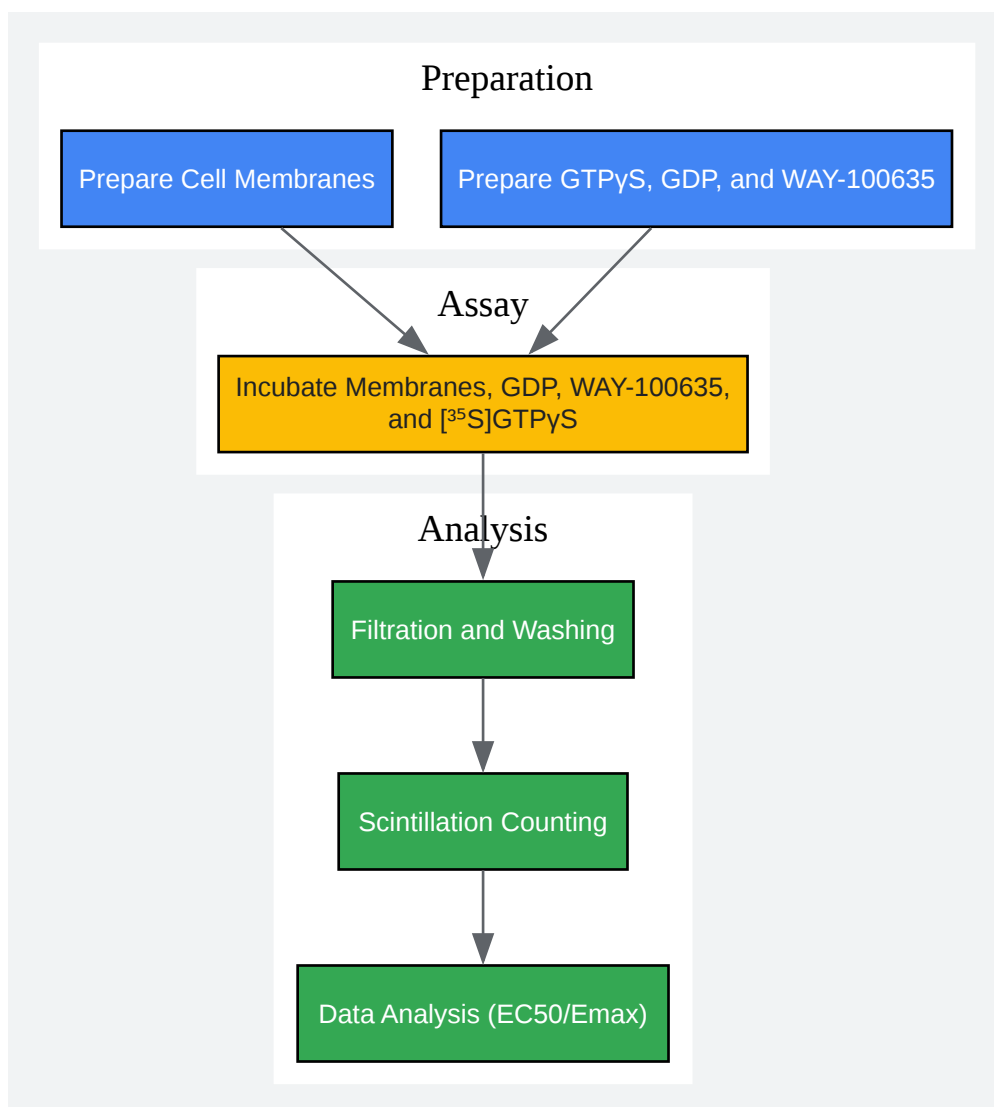 Preparation
Prepare Cell Membranes
Prepare GTPγS, GDP, and WAY-100635
Assay
Incubate Membranes, GDP, WAY-100635,
and [³⁵S]GTPγS
Analysis
Filtration and Washing
Scintillation Counting
Data Analysis (EC50/Emax)